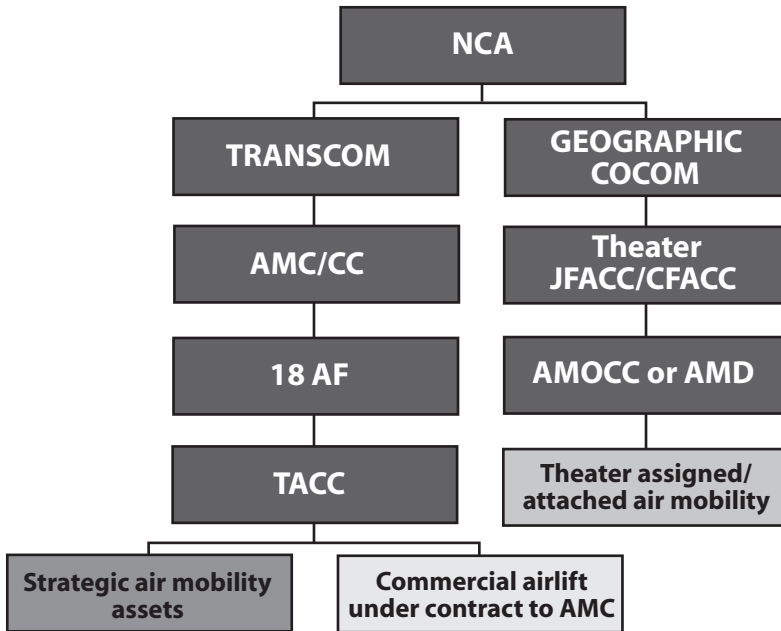 NCA
TRANSCOM
GEOGRAPHIC
COCOM
AMC/CC
Theater
JFACC/CFACC
18 AF
AMOCC or AMD
TACC
Theater assigned/
attached air mobility
Strategic air mobility
assets
Commercial airlift
under contract to AMC